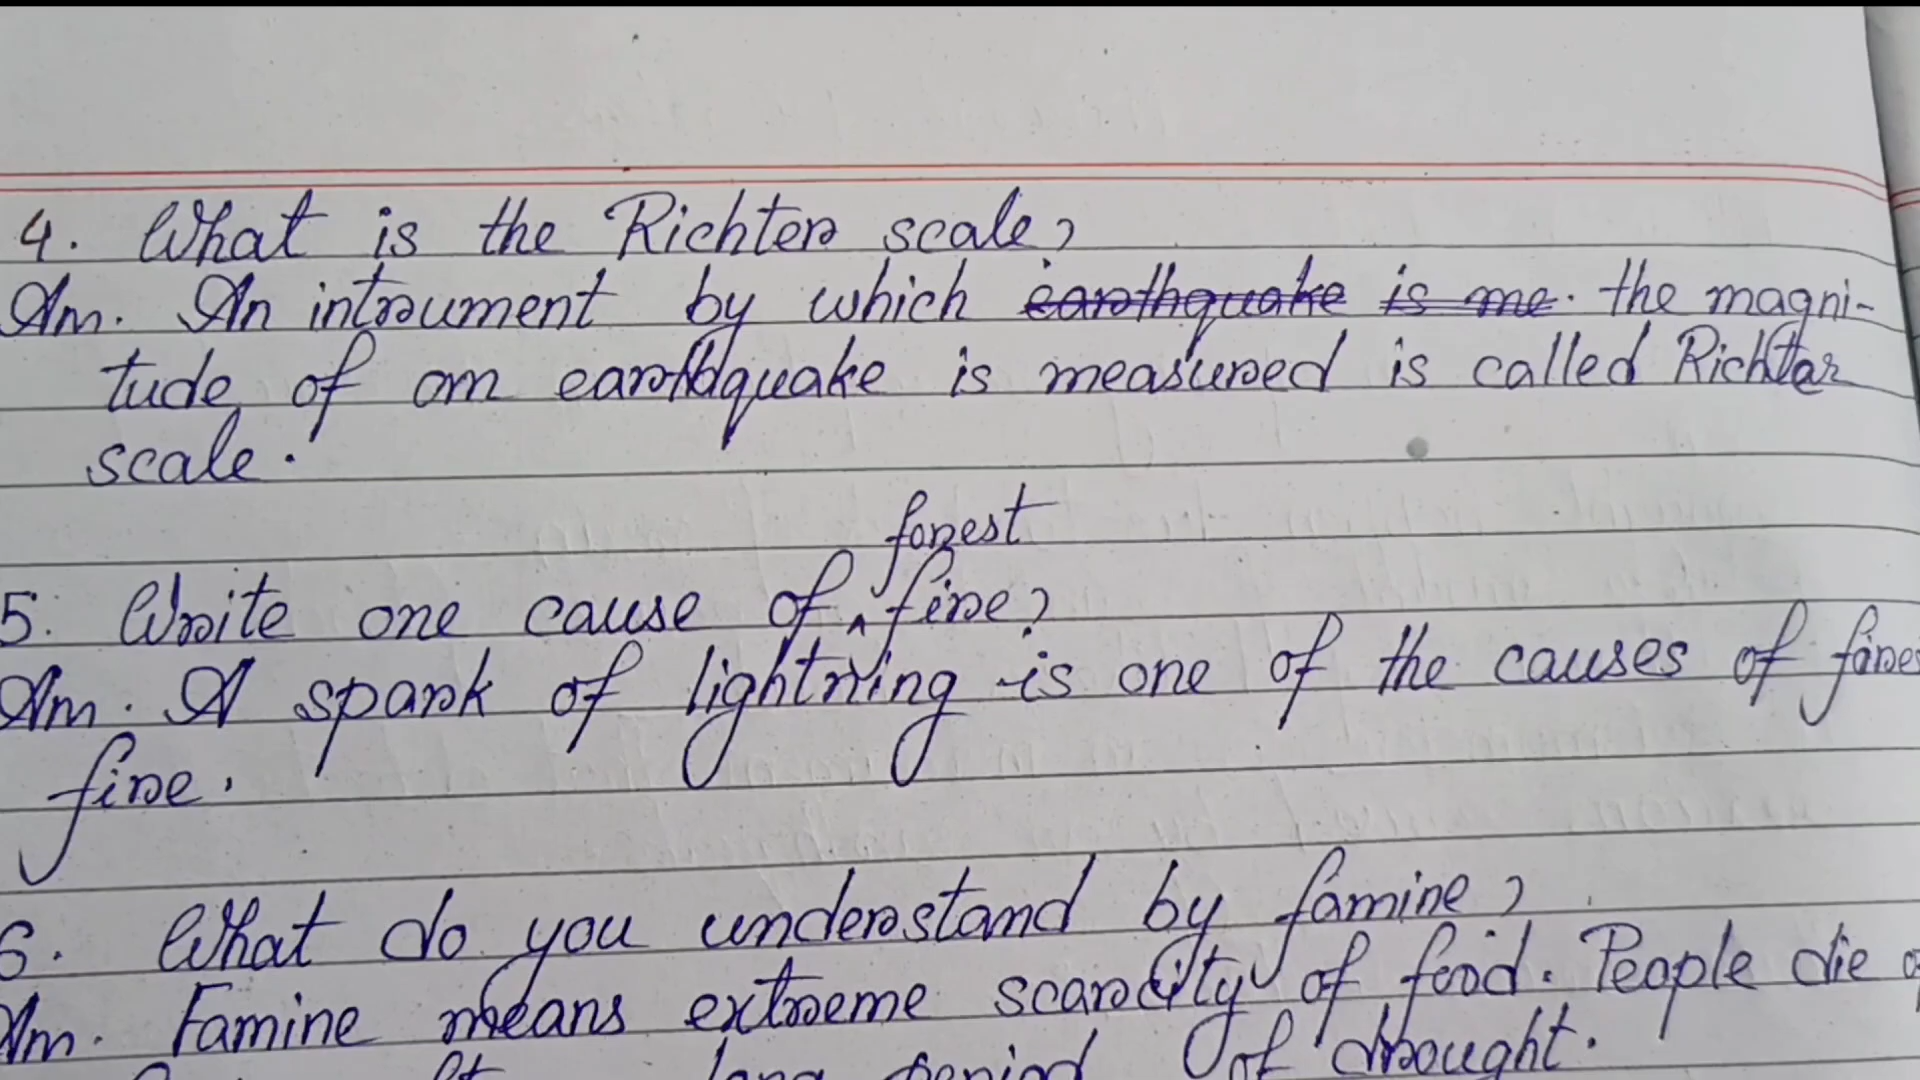 4. What is the Richter scale?
Ans. An intrument by which earthquake is me. the magni-
tude of an earthquake is measured is called Richtar
scale.
forest
5. Write one cause of ^ fire?
Ans. A spark of lightning is one of the causes of
fire.
6. What do you understand by famine?
Ans. Famine means extreme scarcity of food. People die
long period of drought.